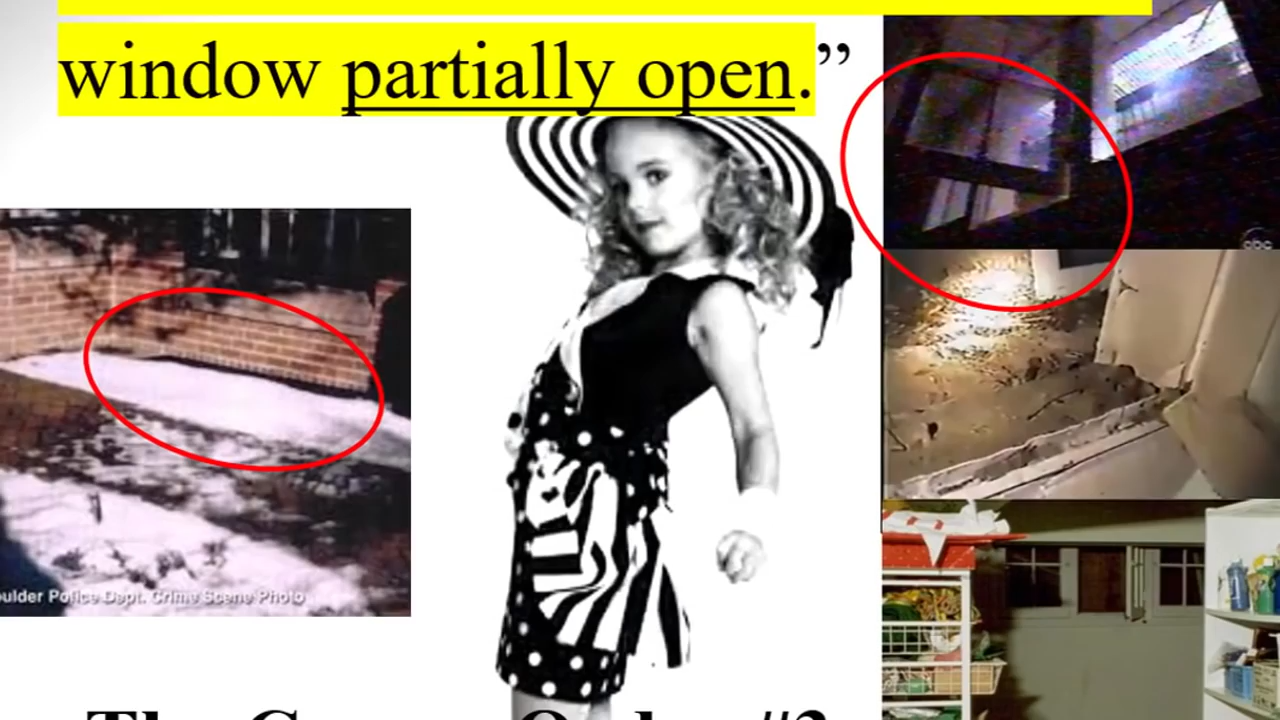 window partially open.”
abc
oulder Police Dept. Crime Scene Photo